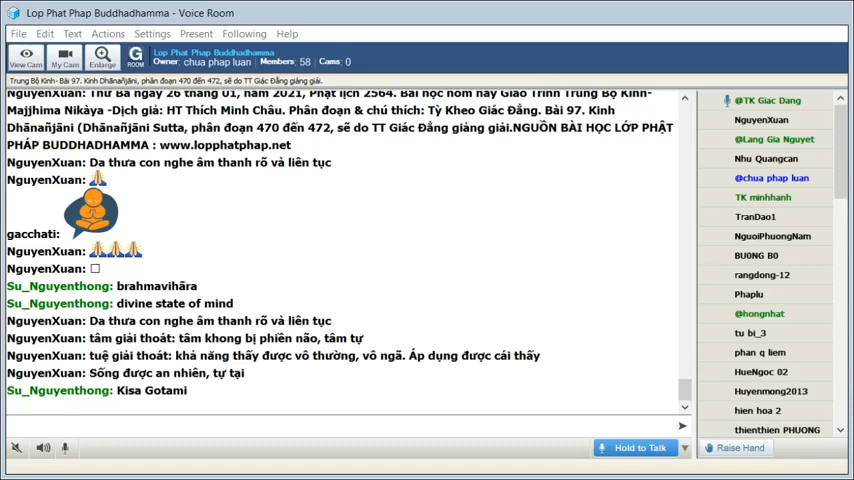 Lop Phat Phap Buddhadhamma - Voice Room
File Edit Text Actions Settings Present Following Help
View Cam My Cam Enlarge G ROOM
Lop Phat Phap Buddhadhamma
Owner: chua phap luan / Members: 58 Cams: 0
Trung Bộ Kinh- Bài 97. Kinh Dhānañjāni, phân đoạn 470 đến 472, sẽ do TT Giác Đẳng giảng giải.
NguyenXuan: Thứ Ba ngày 26 tháng 01, năm 2021, Phật lịch 2564. Bài học hôm nay Giáo Trình Trung Bộ Kinh-
Majjhima Nikàya -Dịch giả: HT Thích Minh Châu. Phân đoạn & chú thích: Tỳ Kheo Giác Đẳng. Bài 97. Kinh
Dhānañjāni (Dhānañjāni Sutta, phân đoạn 470 đến 472, sẽ do TT Giác Đẳng giảng giải.NGUỒN BÀI HỌC LỚP PHẬT
PHÁP BUDDHADHAMMA : www.lopphatphap.net
NguyenXuan: Da thưa con nghe âm thanh rõ và liên tục
NguyenXuan:
gacchati:
NguyenXuan:
NguyenXuan: □
Su_Nguyenthong: brahmavihāra
Su_Nguyenthong: divine state of mind
NguyenXuan: Da thưa con nghe âm thanh rõ và liên tục
NguyenXuan: tâm giải thoát: tâm khong bị phiền não, tâm tự
NguyenXuan: tuệ giải thoát: khả năng thấy được vô thường, vô ngã. Áp dụng được cái thấy
NguyenXuan: Sống được an nhiên, tự tại
Su_Nguyenthong: Kisa Gotami
@TK Giac Dang
NguyenXuan
@Lang Gia Nguyet
Nhu Quangcan
@chua phap luan
TK minhhanh
TranDao1
NguoiPhuongNam
BU0NG B0
rangdong-12
Phaplu
@hongnhat
tu bi_3
phan q liem
HueNgoc 02
Huyenmong2013
hien hoa 2
thienthien PHUONG
Hold to Talk
Raise Hand